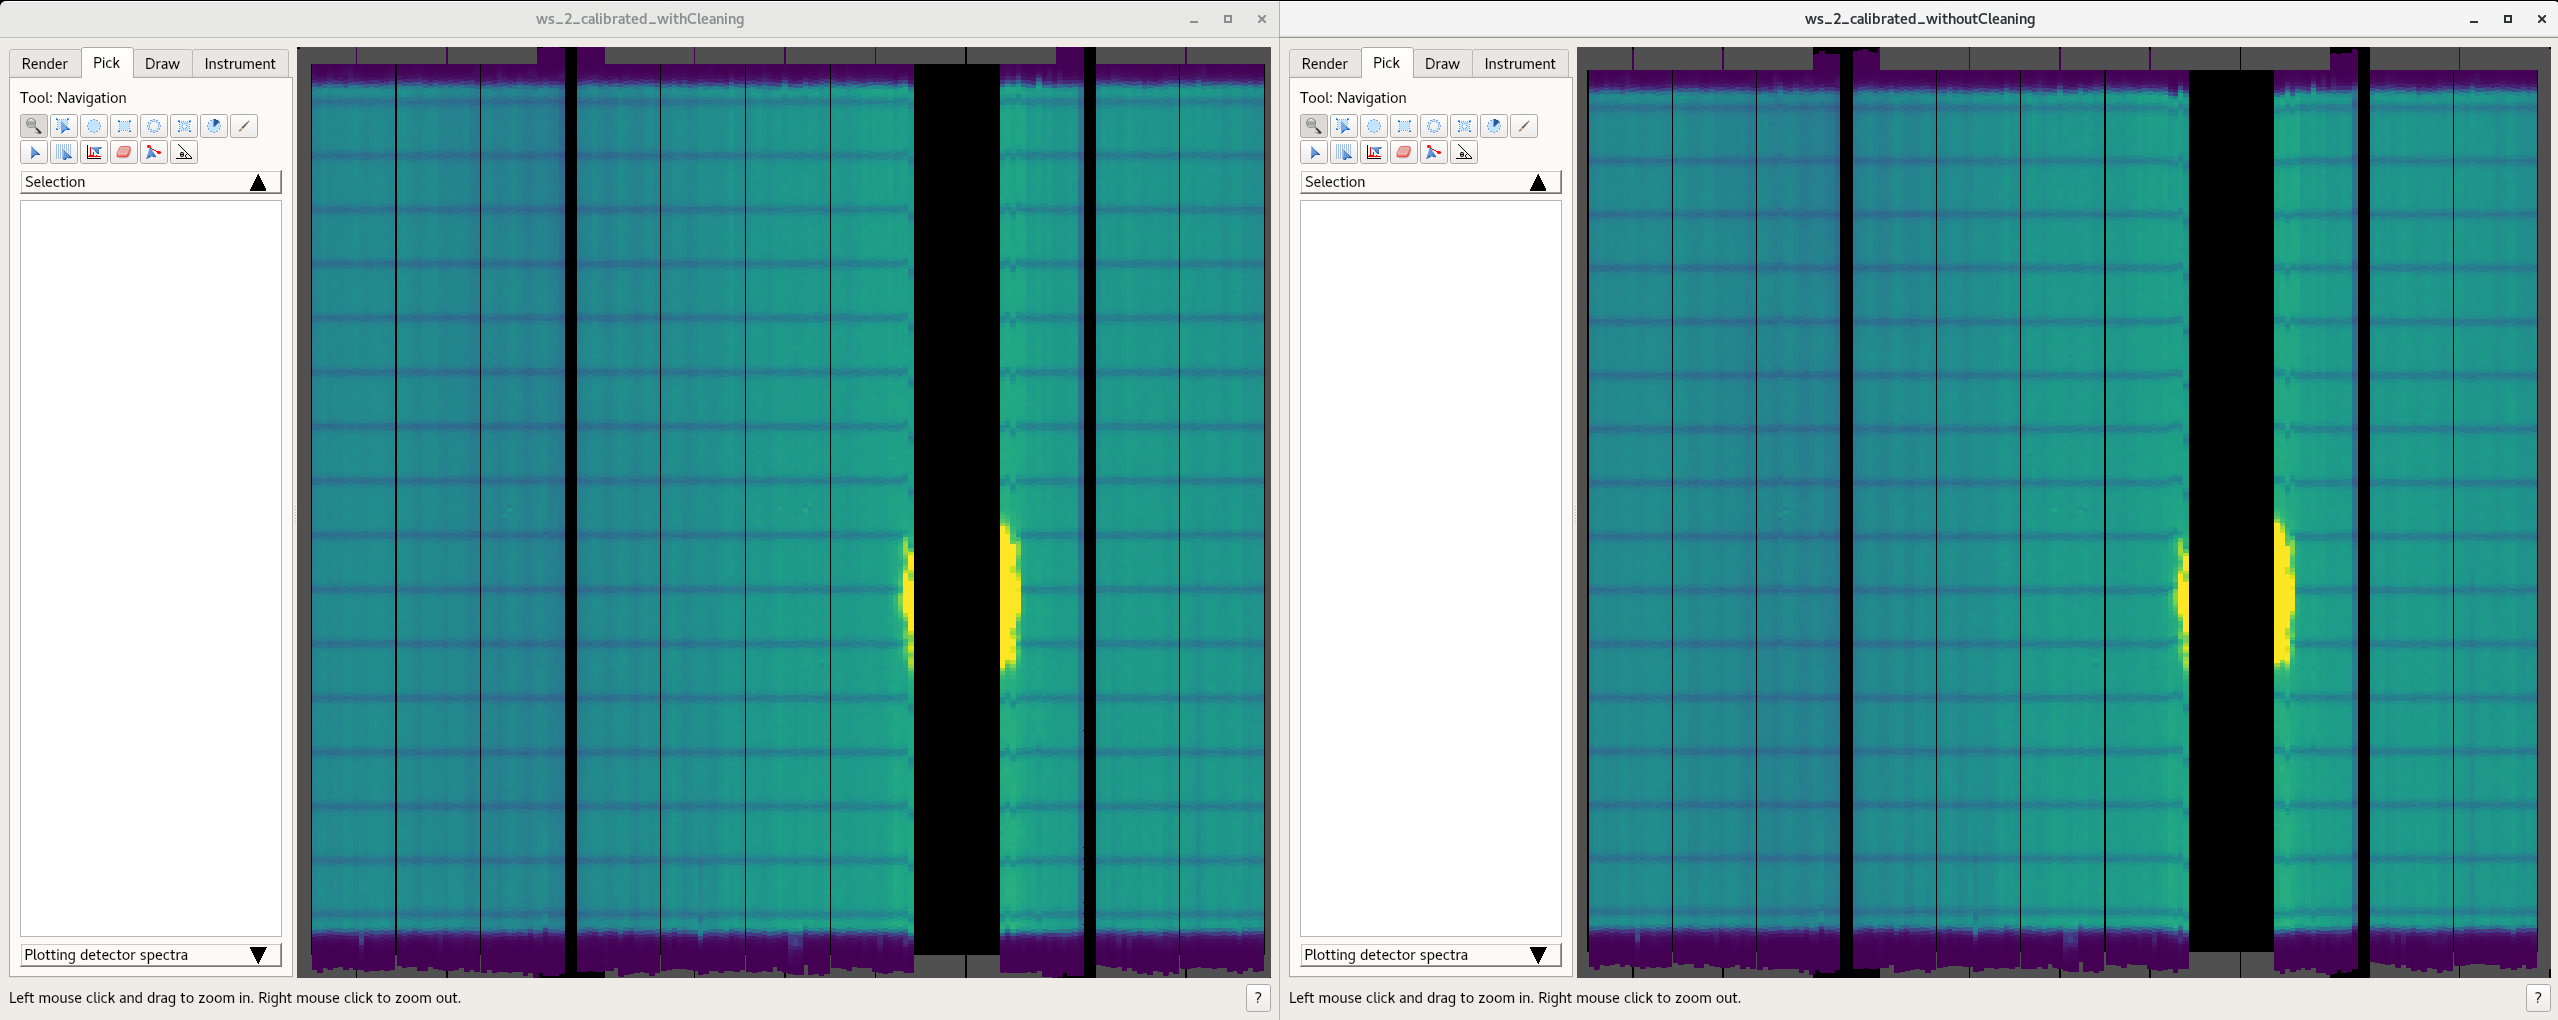 ws_2_calibrated_withCleaning
Render Pick Draw Instrument
Tool: Navigation
Selection
Plotting detector spectra
Left mouse click and drag to zoom in. Right mouse click to zoom out.
?
ws_2_calibrated_withoutCleaning
Render Pick Draw Instrument
Tool: Navigation
Selection
Plotting detector spectra
Left mouse click and drag to zoom in. Right mouse click to zoom out.
?